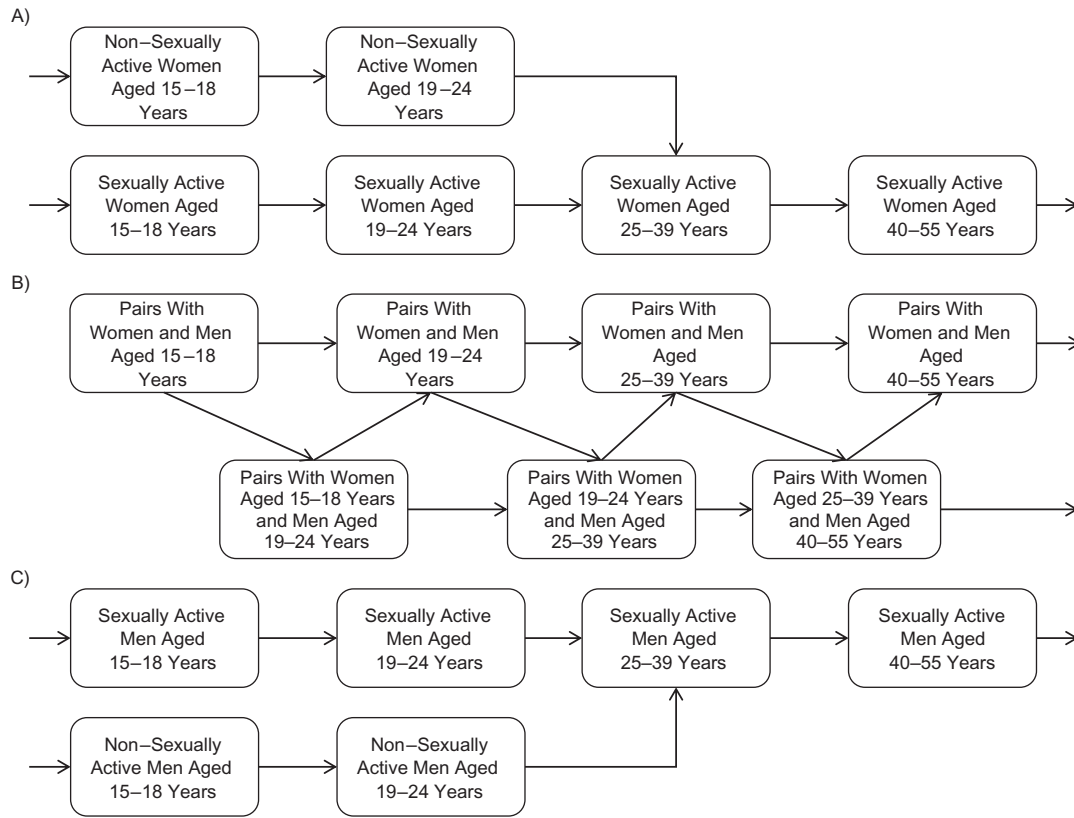 A)
Non–Sexually
Active Women
Aged 15–18
Years
Non–Sexually
Active Women
Aged 19–24
Years
Sexually Active
Women Aged
15–18 Years
Sexually Active
Women Aged
19–24 Years
Sexually Active
Women Aged
25–39 Years
Sexually Active
Women Aged
40–55 Years
B)
Pairs With
Women and Men
Aged 15–18
Years
Pairs With
Women and Men
Aged 19–24
Years
Pairs With
Women and Men
Aged
25–39 Years
Pairs With
Women and Men
Aged
40–55 Years
Pairs With Women
Aged 15–18 Years
and Men Aged
19–24 Years
Pairs With Women
Aged 19–24 Years
and Men Aged
25–39 Years
Pairs With Women
Aged 25–39 Years
and Men Aged
40–55 Years
C)
Sexually Active
Men Aged
15–18 Years
Sexually Active
Men Aged
19–24 Years
Sexually Active
Men Aged
25–39 Years
Sexually Active
Men Aged
40–55 Years
Non–Sexually
Active Men Aged
15–18 Years
Non–Sexually
Active Men Aged
19–24 Years